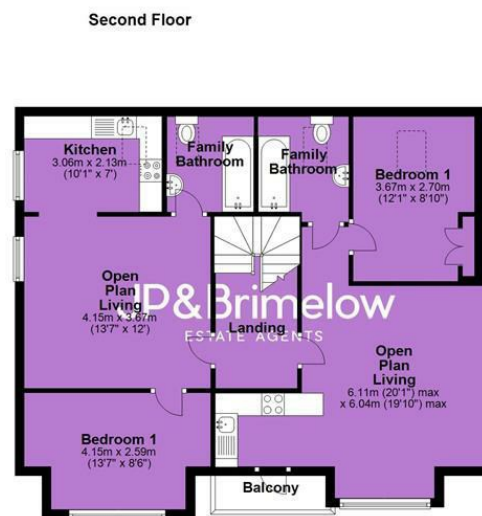 Second Floor
Kitchen
3.06m x 2.13m
(10'1" x 7')
Family
Bathroom
Family
Bathroom
Bedroom 1
3.67m x 2.70m
(12'1" x 8'10")
Open
Plan
Living
4.15m x 3.67m
(13'7" x 12')
JP&Brimelow
ESTATE AGENTS
Landing
Open
Plan
Living
6.11m (20'1") max
x 6.04m (19'10") max
Bedroom 1
4.15m x 2.59m
(13'7" x 8'6")
Balcony